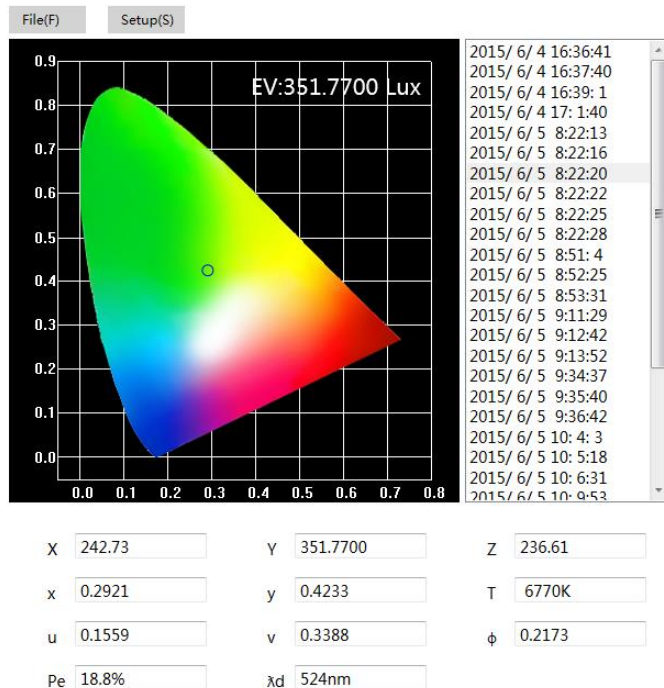 File(F) Setup(S)
EV:351.7700 Lux
0.9
0.8
0.7
0.6
0.5
0.4
0.3
0.2
0.1
0.0
0.0 0.1 0.2 0.3 0.4 0.5 0.6 0.7 0.8
2015/ 6/ 4 16:36:41
2015/ 6/ 4 16:37:40
2015/ 6/ 4 16:39: 1
2015/ 6/ 4 17: 1:40
2015/ 6/ 5 8:22:13
2015/ 6/ 5 8:22:16
2015/ 6/ 5 8:22:20
2015/ 6/ 5 8:22:22
2015/ 6/ 5 8:22:25
2015/ 6/ 5 8:22:28
2015/ 6/ 5 8:51: 4
2015/ 6/ 5 8:52:25
2015/ 6/ 5 8:53:31
2015/ 6/ 5 9:11:29
2015/ 6/ 5 9:12:42
2015/ 6/ 5 9:13:52
2015/ 6/ 5 9:34:37
2015/ 6/ 5 9:35:40
2015/ 6/ 5 9:36:42
2015/ 6/ 5 10: 4: 3
2015/ 6/ 5 10: 5:18
2015/ 6/ 5 10: 6:31
2015/ 6/ 5 10: 9:53
X 242.73 Y 351.7700 Z 236.61
x 0.2921 y 0.4233 T 6770K
u 0.1559 v 0.3388 ϕ 0.2173
Pe 18.8% λd 524nm